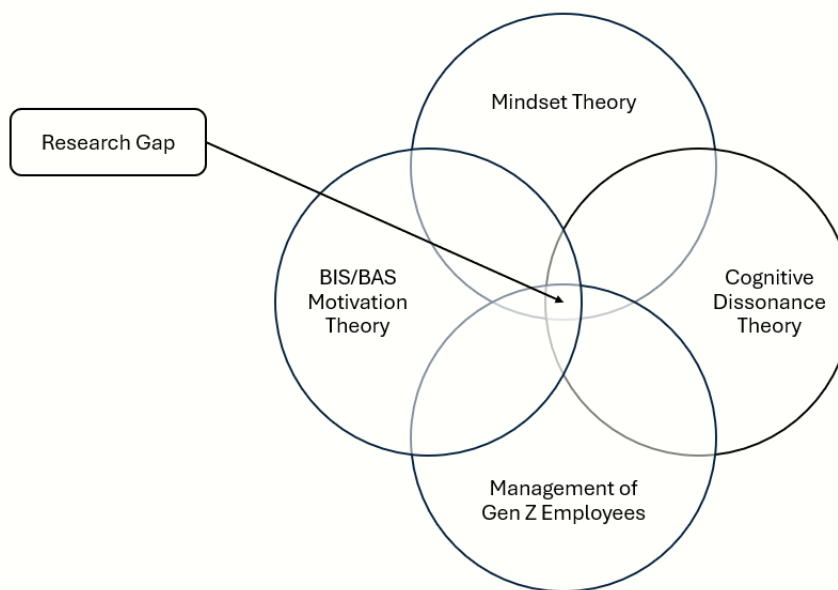 Mindset Theory
Research Gap
BIS/BAS
Motivation
Theory
Cognitive
Dissonance
Theory
Management of
Gen Z Employees